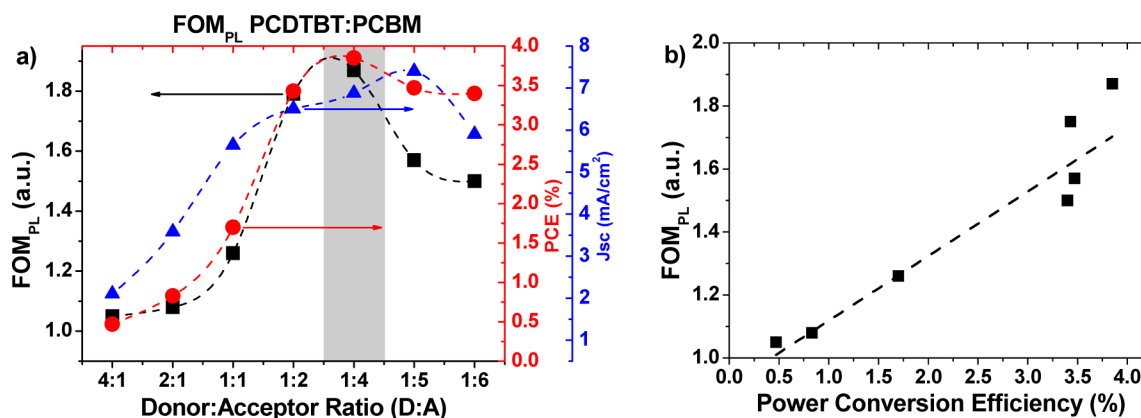 FOM_PL PCDTBT:PCBM
a)
FOM_PL (a.u.)
1.8
1.6
1.4
1.2
1.0
4:1 2:1 1:1 1:2 1:4 1:5 1:6
Donor:Acceptor Ratio (D:A)
4.0
3.5
3.0
2.5
2.0
1.5
1.0
0.5
0.0
PCE (%)
8
7
6
5
4
3
2
1
Jsc (mA/cm²)
b)
FOM_PL (a.u.)
2.0
1.8
1.6
1.4
1.2
1.0
0.0 0.5 1.0 1.5 2.0 2.5 3.0 3.5 4.0
Power Conversion Efficiency (%)